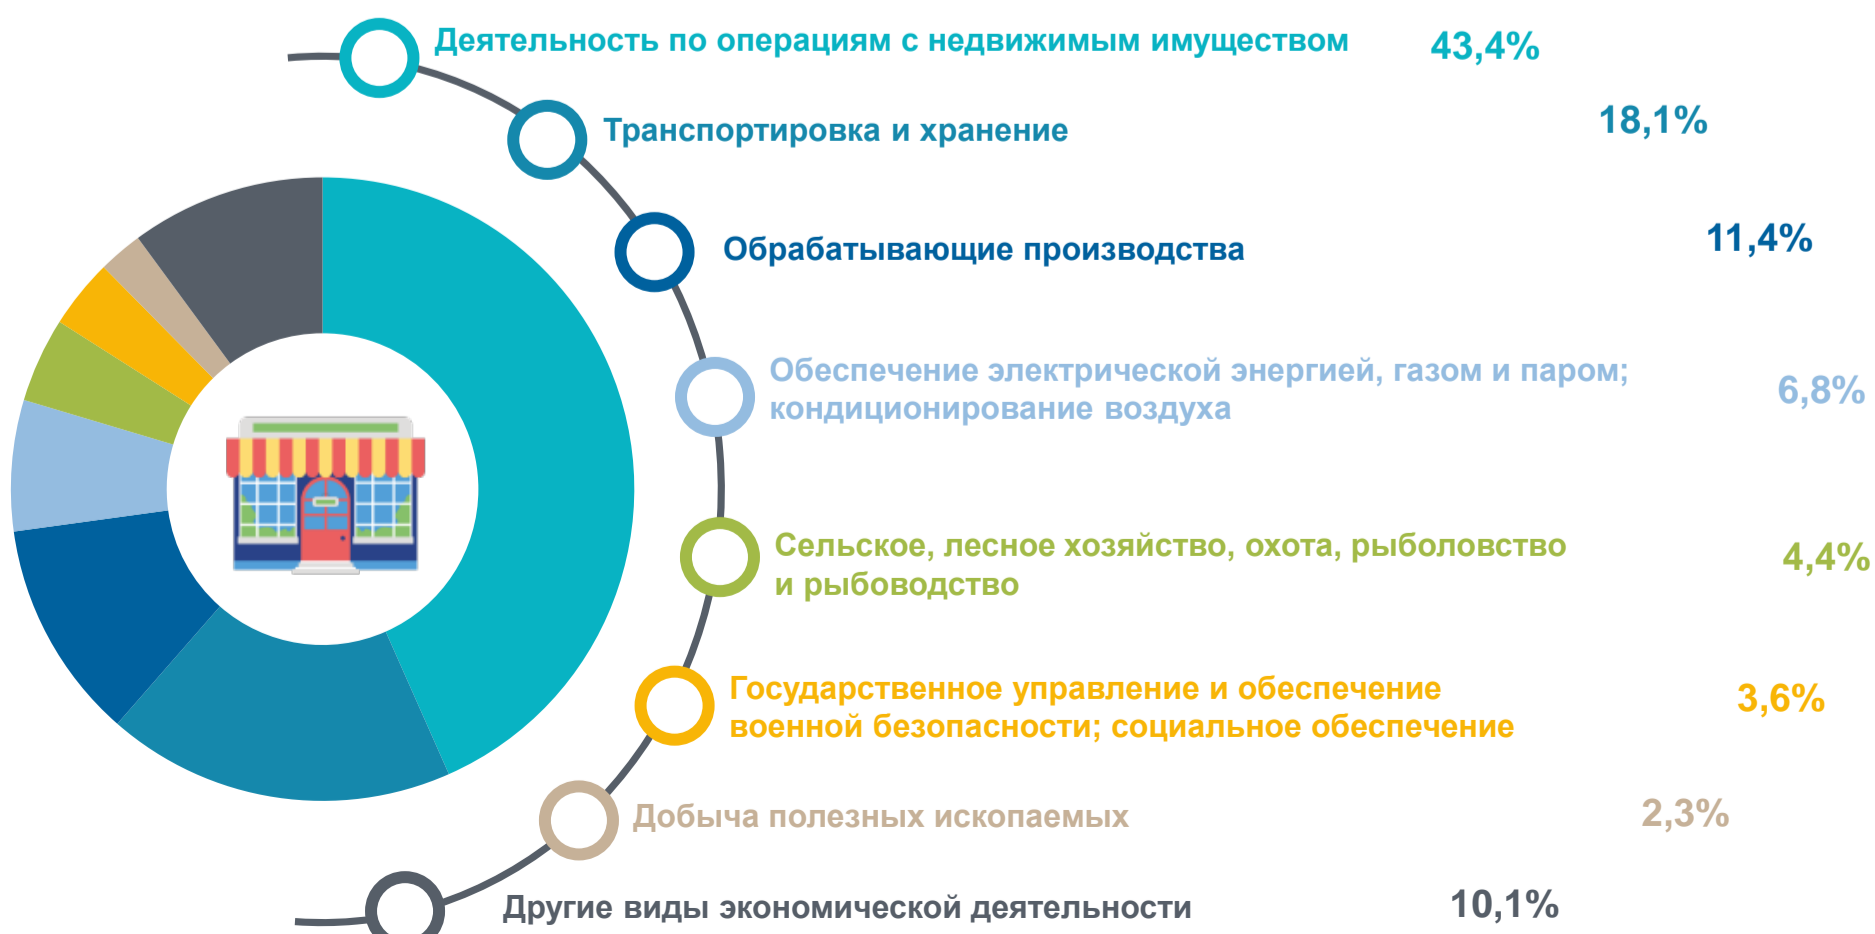 Деятельность по операциям с недвижимым имуществом 43,4%
Транспортировка и хранение 18,1%
Обрабатывающие производства 11,4%
Обеспечение электрической энергией, газом и паром;
кондиционирование воздуха 6,8%
Сельское, лесное хозяйство, охота, рыболовство
и рыбоводство 4,4%
Государственное управление и обеспечение
военной безопасности; социальное обеспечение 3,6%
Добыча полезных ископаемых 2,3%
Другие виды экономической деятельности 10,1%